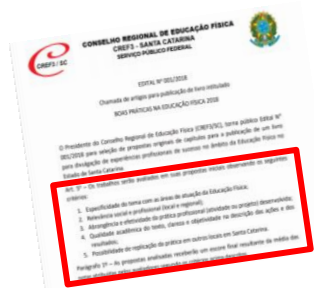 CREF3 / SC
CONSELHO REGIONAL DE EDUCAÇÃO FÍSICA
CREF3 - SANTA CATARINA
SERVIÇO PÚBLICO FEDERAL
EDITAL Nº 001/2018
Chamada de artigos para publicação de livro intitulado
BOAS PRÁTICAS NA EDUCAÇÃO FÍSICA 2018
O Presidente do Conselho Regional de Educação Física (CREF3/SC), torna público Edital Nº
001/2018 para seleção de propostas originais de capítulos para a publicação de um livro
para divulgação de experiências profissionais de sucesso no âmbito da Educação Física no
Estado de Santa Catarina.
Art. 5º - Os trabalhos serão avaliados em suas propostas iniciais observando os seguintes
critérios:
1. Especificidade do tema com as áreas de atuação da Educação Física;
2. Relevância social e profissional (local e regional);
3. Abrangência e efetividade da prática profissional (atividade ou projeto) desenvolvida;
4. Qualidade acadêmica do texto, clareza e objetividade na descrição das ações e dos
resultados;
5. Possibilidade de replicação da prática em outros locais em Santa Catarina.
Parágrafo 1º - As propostas avaliadas receberão um escore final resultante da média das